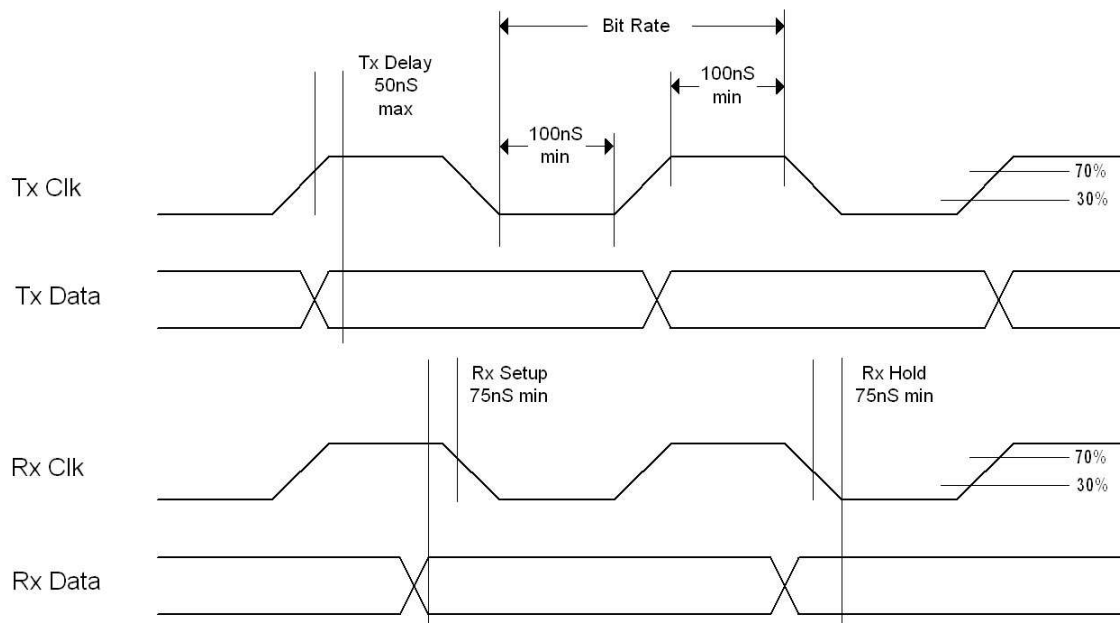 Bit Rate
Tx Delay
50nS
max
100nS
min
100nS
min
Tx Clk
70%
30%
Tx Data
Rx Setup
75nS min
Rx Hold
75nS min
Rx Clk
70%
30%
Rx Data